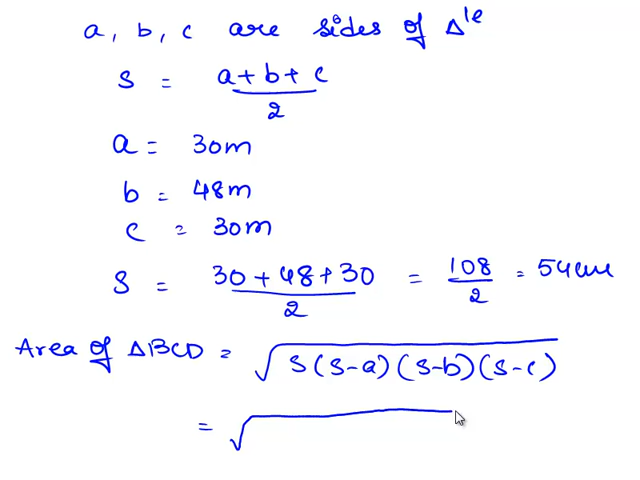 a, b, c are sides of Δle
S = a + b + c / 2
a = 30m
b = 48m
c = 30m
S = 30 + 48 + 30 / 2 = 108 / 2 = 54cm
Area of ΔBCD = √S(S-a)(S-b)(S-c)
= √